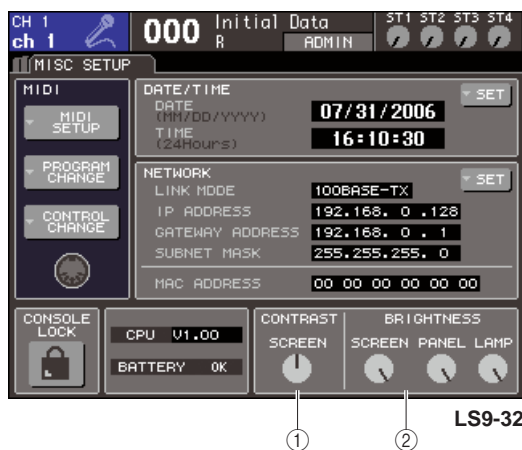 CH 1
ch 1
000
Initial Data
R
ADMIN
ST1 ST2 ST3 ST4
MISC SETUP
MIDI
MIDI
SETUP
PROGRAM
CHANGE
CONTROL
CHANGE
DATE/TIME
SET
DATE
(MM/DD/YYYY)
07/31/2006
TIME
(24Hours)
16:10:30
NETWORK
SET
LINK MODE
100BASE-TX
IP ADDRESS
192.168. 0 .128
GATEWAY ADDRESS
192.168. 0 . 1
SUBNET MASK
255.255.255. 0
MAC ADDRESS
00 00 00 00 00 00
CONSOLE
LOCK
CPU V1.00
BATTERY OK
CONTRAST
SCREEN
BRIGHTNESS
SCREEN PANEL LAMP
LS9-32
① ②